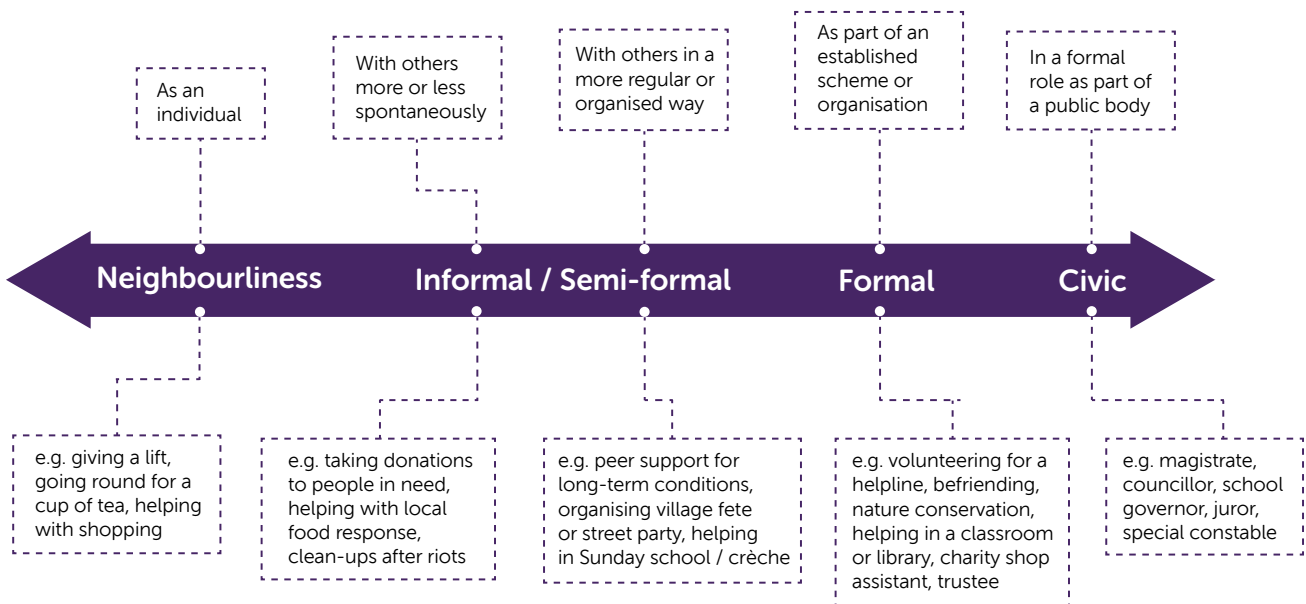 As an
individual
With others
more or less
spontaneously
With others in a
more regular or
organised way
As part of an
established
scheme or
organisation
In a formal
role as part of
a public body
Neighbourliness
Informal / Semi-formal
Formal
Civic
e.g. giving a lift,
going round for a
cup of tea, helping
with shopping
e.g. taking donations
to people in need,
helping with local
food response,
clean-ups after riots
e.g. peer support for
long-term conditions,
organising village fete
or street party, helping
in Sunday school / crèche
e.g. volunteering for a
helpline, befriending,
nature conservation,
helping in a classroom
or library, charity shop
assistant, trustee
e.g. magistrate,
councillor, school
governor, juror,
special constable